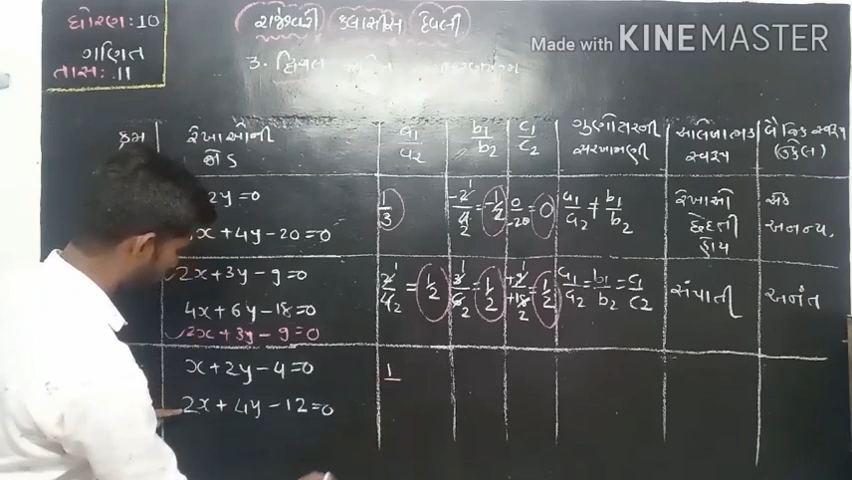 ધોરણ: 10
ગણિત
તાસ: 11
રાજેશ્વરી ક્લાસીસ દેવલી
Made with KINEMASTER
3. દ્વિચલ
ક્રમ
રેખાઓની જોડ
a₁/a₂
b₁/b₂
c₁/c₂
ગુણોત્તરની સરખામણી
આલેખાત્મક સ્વરૂપ
બૈજિક સ્વરૂપ (ઉકેલ)
2y=0
x+4y-20=0
1/3
-2/4 = -1/2
0/-20 = 0
a₁/a₂ ≠ b₁/b₂
રેખાઓ છેદતી હોય
એક અનન્ય,
2x+3y-9=0
4x+6y-18=0
2x+3y-9=0
2/4 = 1/2
3/6 = 1/2
1/2
a₁/a₂ = b₁/b₂ = c₁/c₂
સંપાતી
અનંત
x+2y-4=0
2x+4y-12=0
1